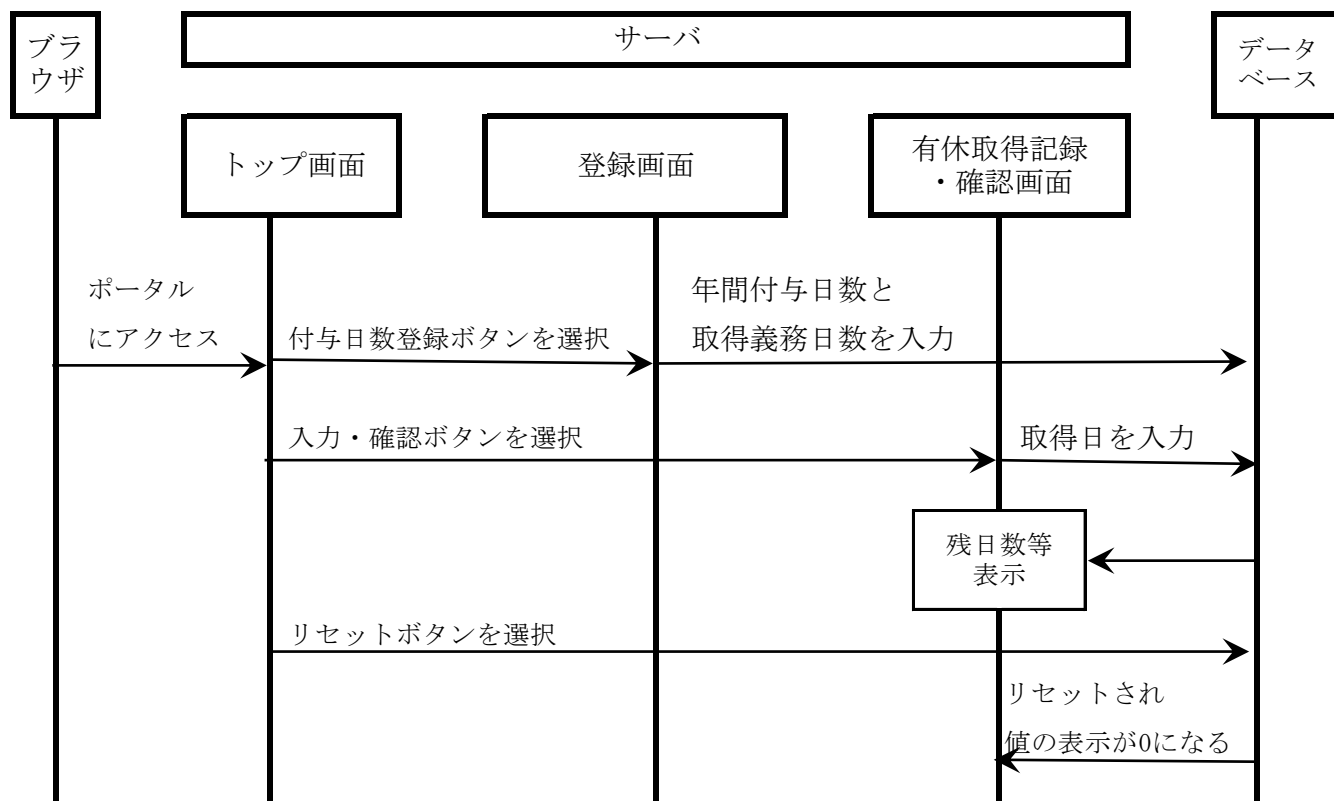 ブラ
ウザ
サーバ
データ
ベース
トップ画面
登録画面
有休取得記録
・確認画面
ポータル
にアクセス
付与日数登録ボタンを選択
年間付与日数と
取得義務日数を入力
入力・確認ボタンを選択
取得日を入力
残日数等
表示
リセットボタンを選択
リセットされ
値の表示が0になる